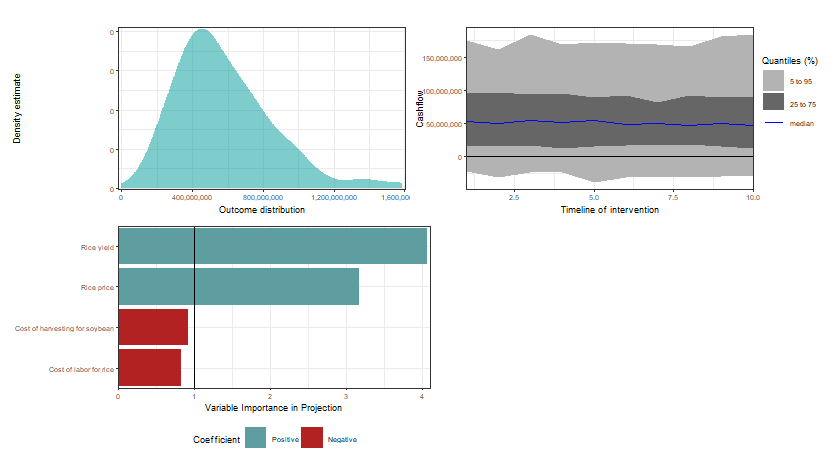 Density estimate
0
0
0
0
0
0
400,000,000
800,000,000
1,200,000,000
Outcome distribution
Cashflow
150,000,000
100,000,000
50,000,000
0
2.5
5.0
7.5
10.0
Timeline of intervention
Quantiles (%)
5 to 95
25 to 75
median
Rice yield
Rice price
Cost of harvesting for soybean
Cost of labor for rice
0
1
2
3
4
Variable Importance in Projection
Coefficient
Positive
Negative